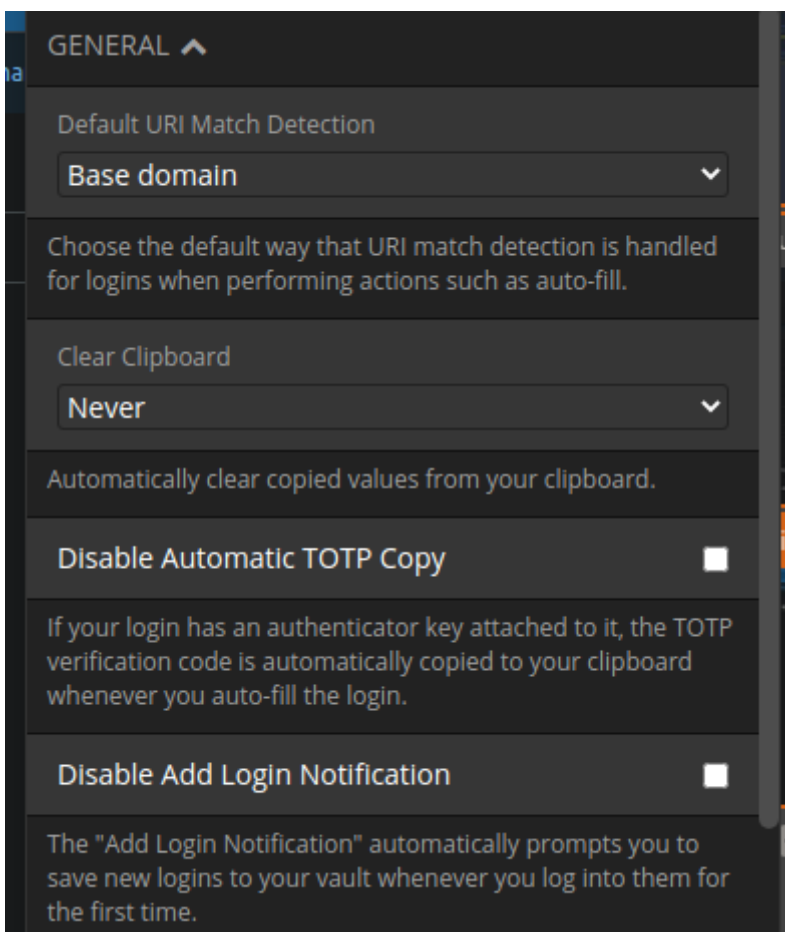 GENERAL
na
Default URI Match Detection
Base domain
Choose the default way that URI match detection is handled
for logins when performing actions such as auto-fill.
Clear Clipboard
Never
Automatically clear copied values from your clipboard.
Disable Automatic TOTP Copy
If your login has an authenticator key attached to it, the TOTP
verification code is automatically copied to your clipboard
whenever you auto-fill the login.
Disable Add Login Notification
The "Add Login Notification" automatically prompts you to
save new logins to your vault whenever you log into them for
the first time.